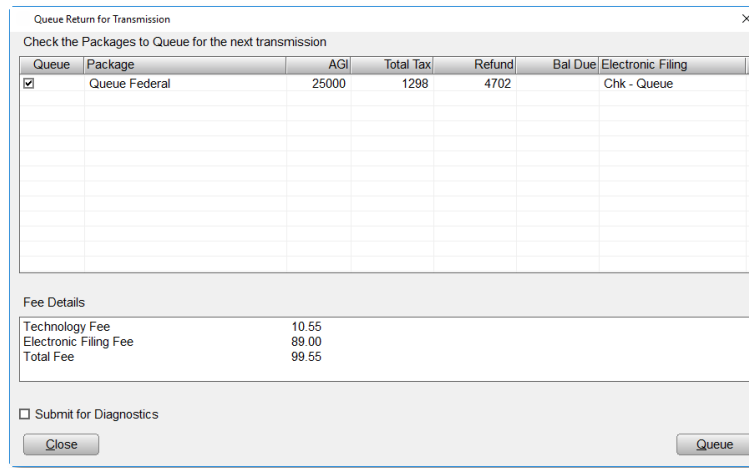 Queue Return for Transmission
Check the Packages to Queue for the next transmission
Queue Package AGI Total Tax Refund Bal Due Electronic Filing
Queue Federal 25000 1298 4702 Chk - Queue
Fee Details
Technology Fee 10.55
Electronic Filing Fee 89.00
Total Fee 99.55
Submit for Diagnostics
Close Queue